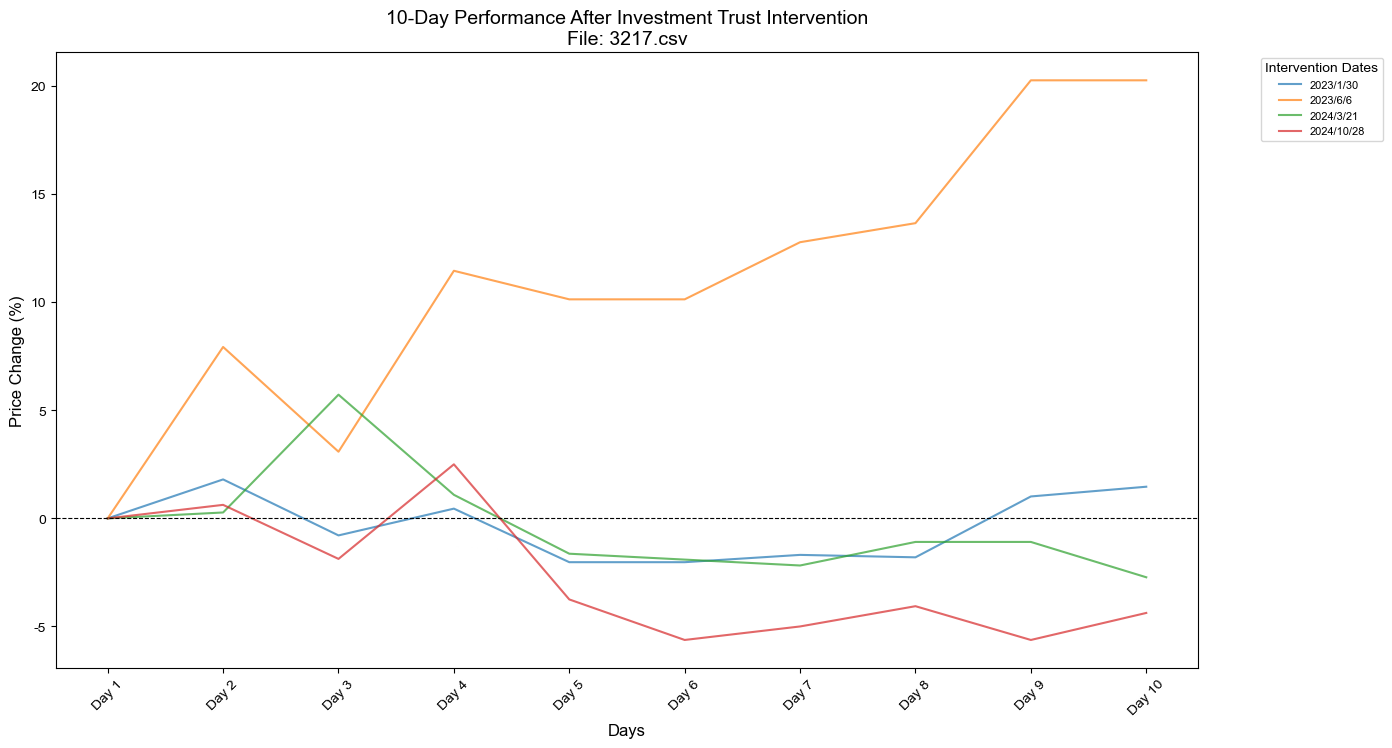 10-Day Performance After Investment Trust Intervention
File: 3217.csv
Price Change (%)
20
15
10
5
0
-5
Day 1
Day 2
Day 3
Day 4
Day 5
Day 6
Day 7
Day 8
Day 9
Day 10
Days
Intervention Dates
2023/1/30
2023/6/6
2024/3/21
2024/10/28